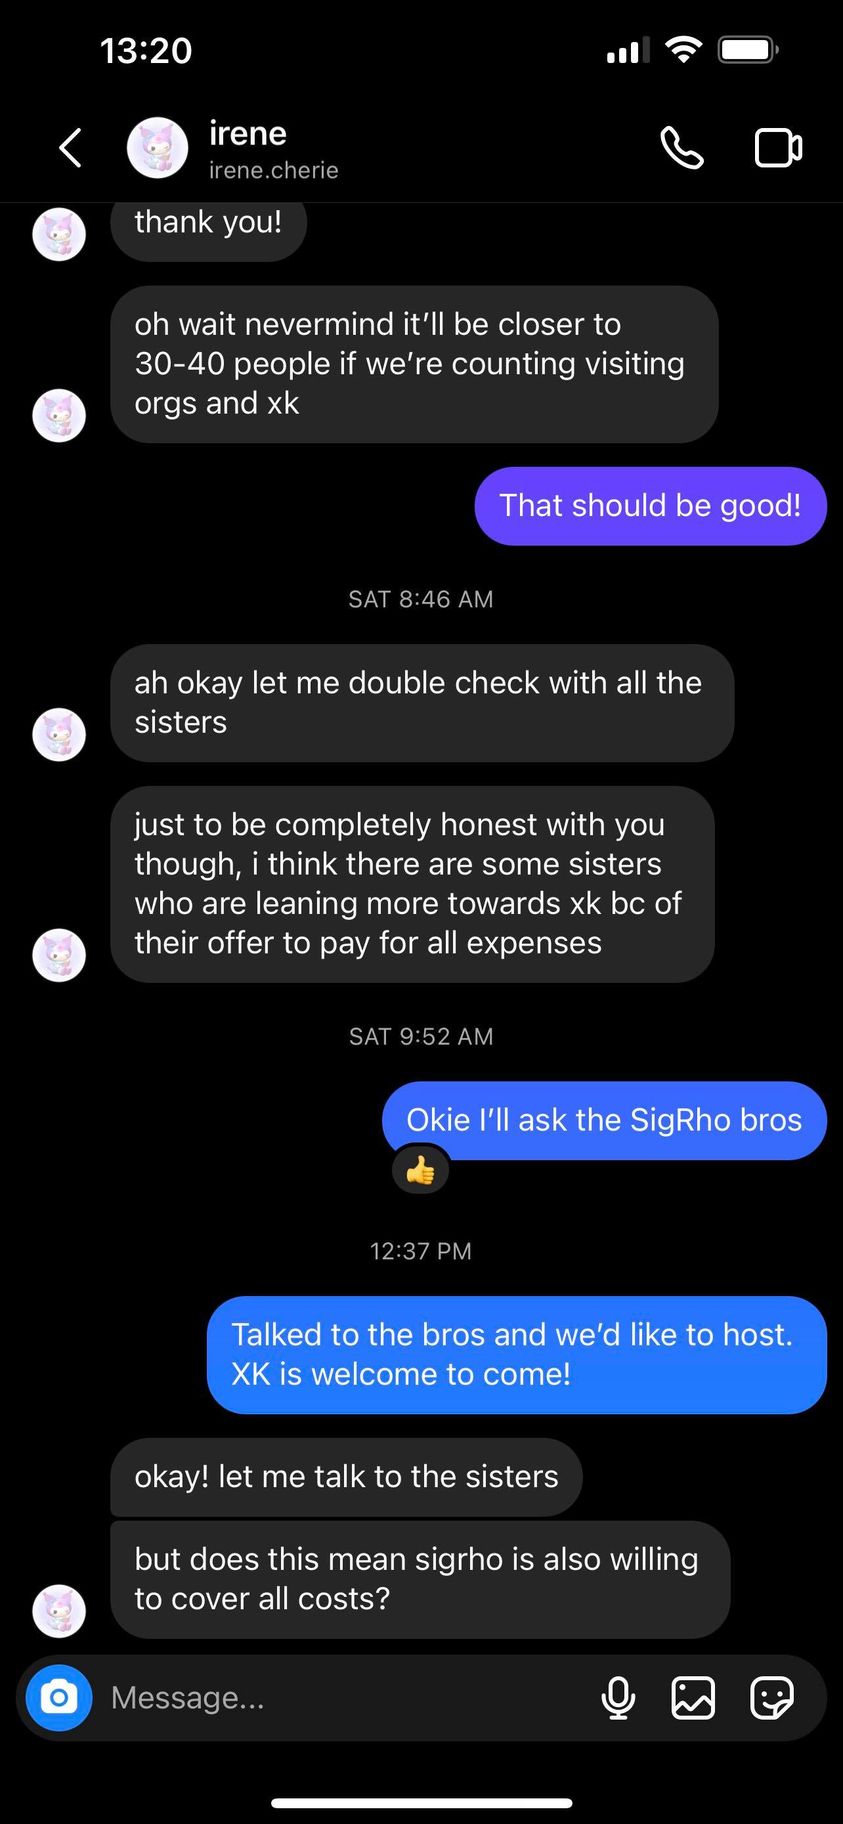 13:20
irene
irene.cherie
thank you!
oh wait nevermind it’ll be closer to
30-40 people if we’re counting visiting
orgs and xk
That should be good!
SAT 8:46 AM
ah okay let me double check with all the
sisters
just to be completely honest with you
though, i think there are some sisters
who are leaning more towards xk bc of
their offer to pay for all expenses
SAT 9:52 AM
Okie I’ll ask the SigRho bros
👍
12:37 PM
Talked to the bros and we’d like to host.
XK is welcome to come!
okay! let me talk to the sisters
but does this mean sigrho is also willing
to cover all costs?
Message...